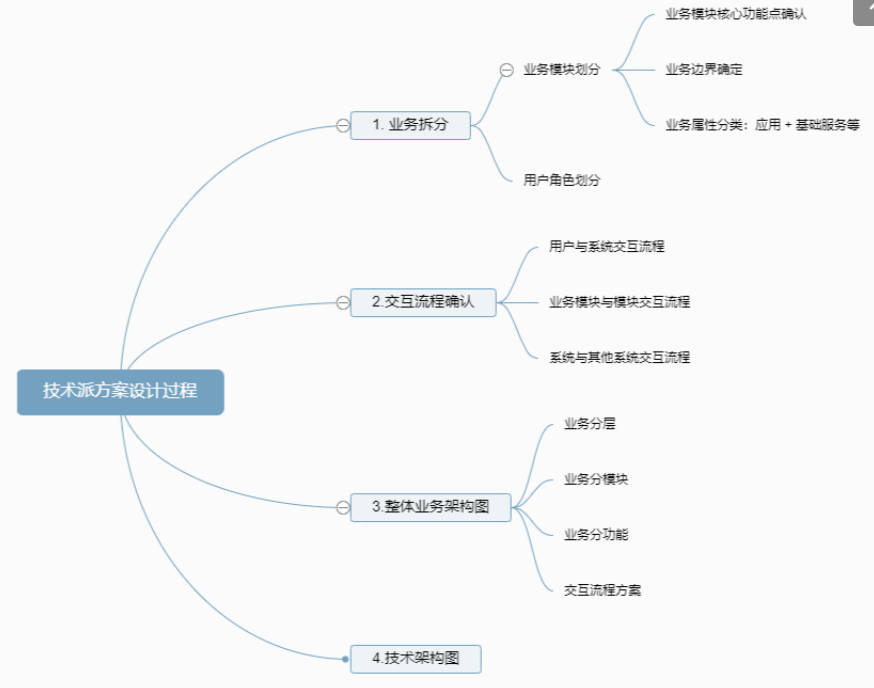 技术派方案设计过程
1. 业务拆分
业务模块划分
业务模块核心功能点确认
业务边界确定
业务属性分类：应用 + 基础服务等
用户角色划分
2.交互流程确认
用户与系统交互流程
业务模块与模块交互流程
系统与其他系统交互流程
3.整体业务架构图
业务分层
业务分模块
业务分功能
交互流程方案
4.技术架构图